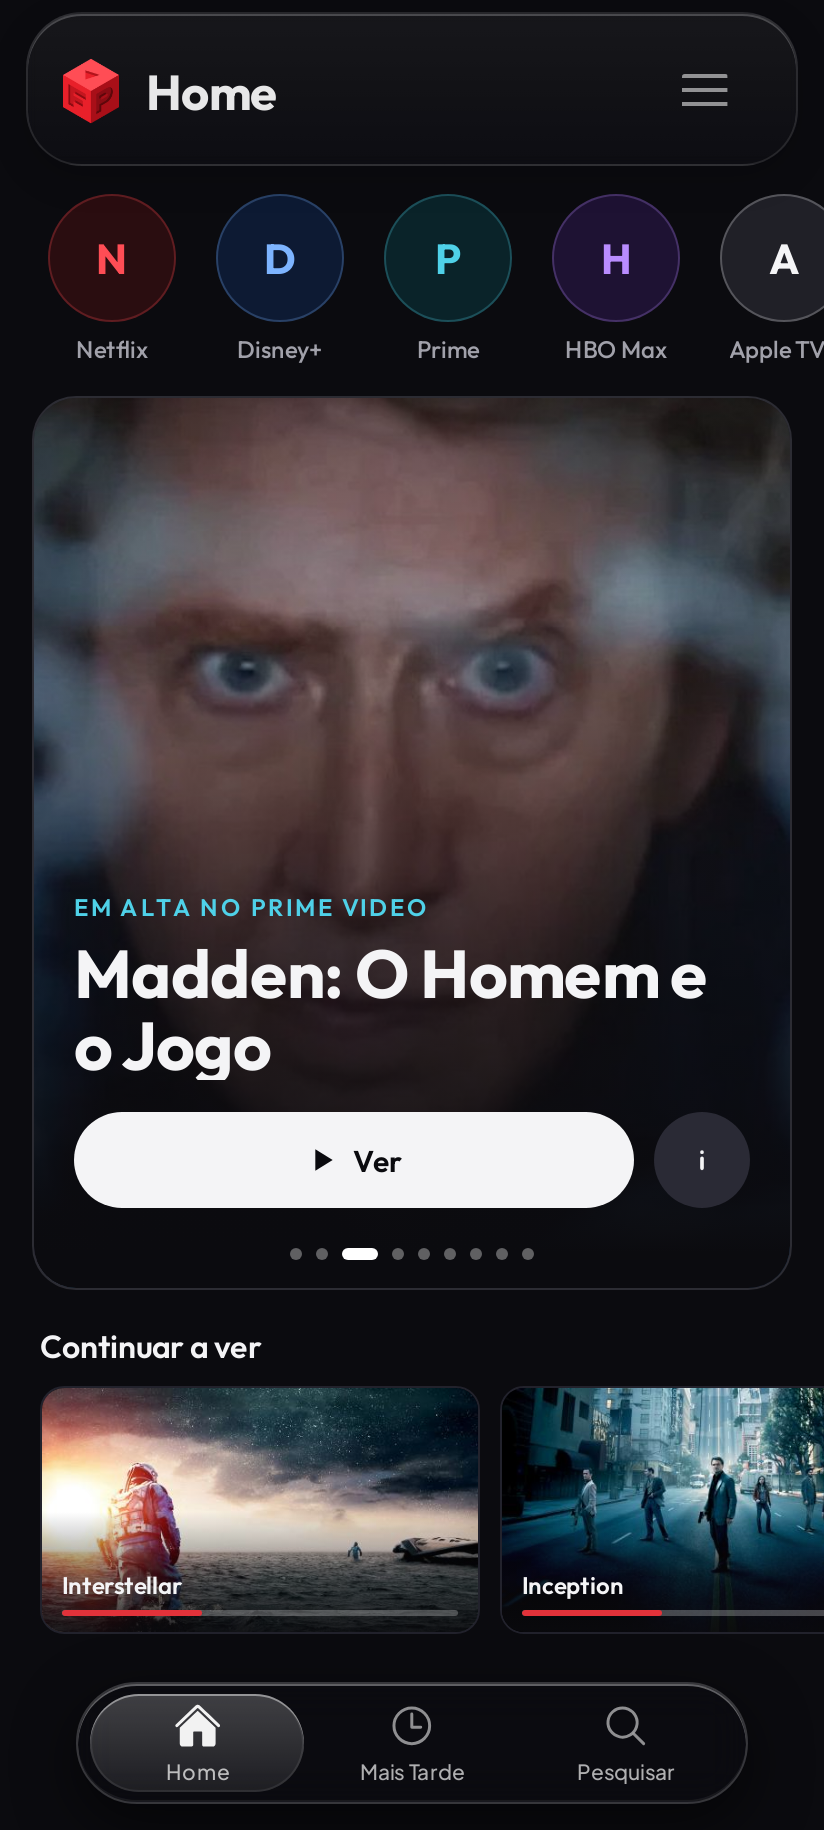 Home
N
D
P
H
A
Netflix
Disney+
Prime
HBO Max
Apple TV
EM ALTA NO PRIME VIDEO
Madden: O Homem e
o Jogo
Ver
i
Continuar a ver
Interstellar
Inception
Home
Mais Tarde
Pesquisar